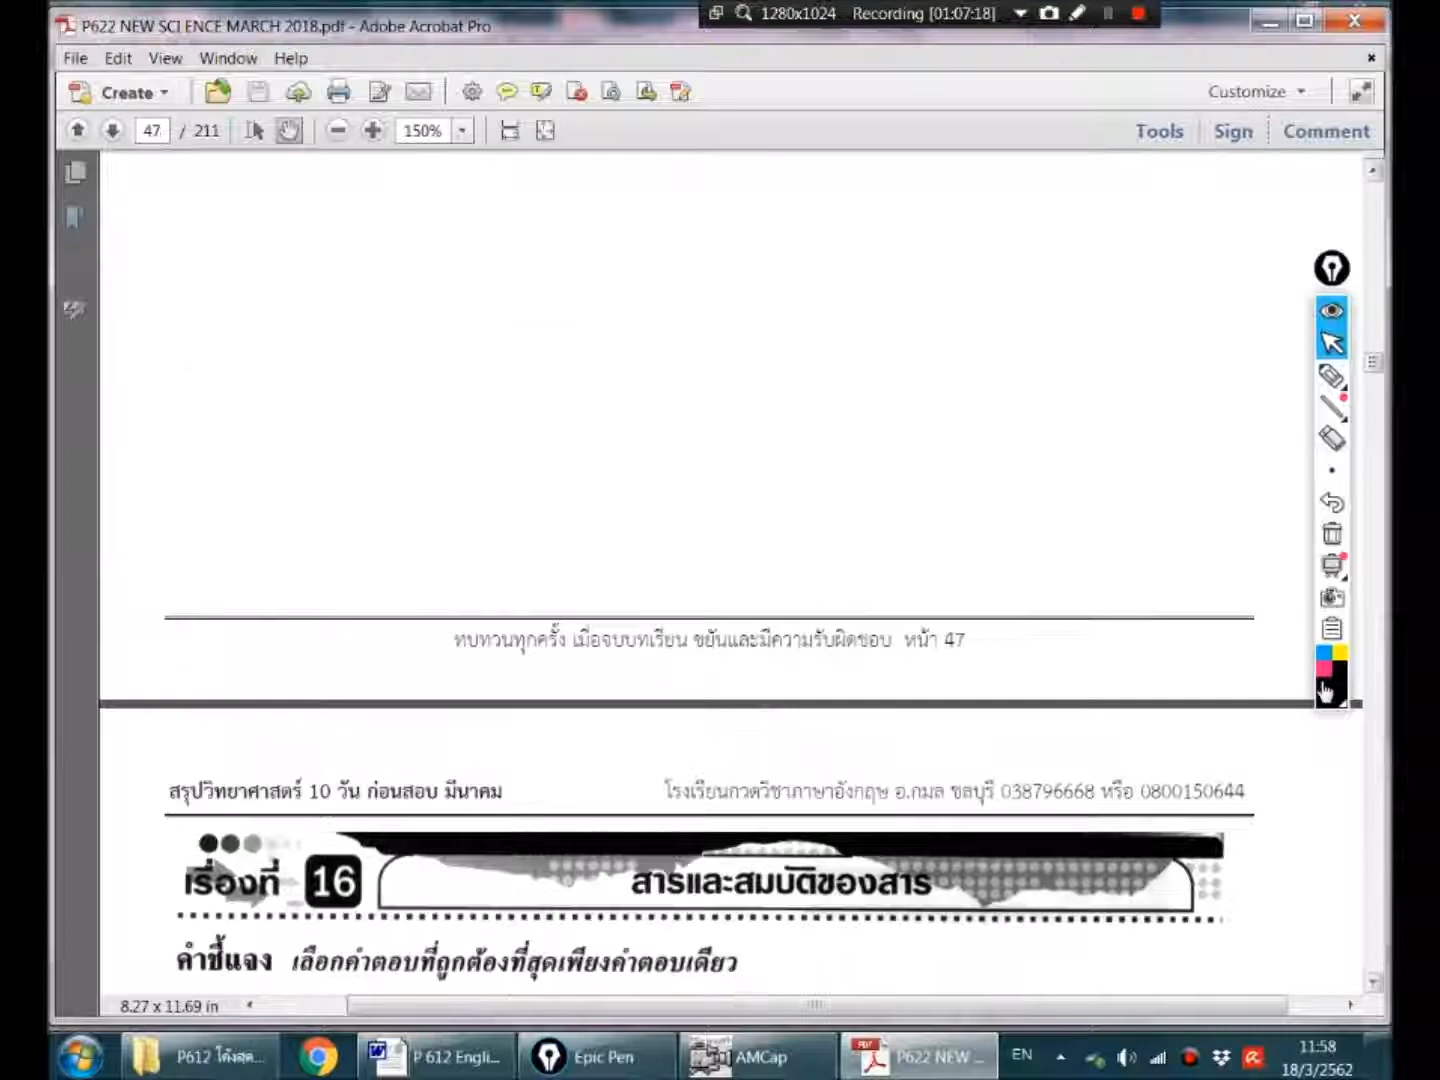 P622 NEW SCI ENCE MARCH 2018.pdf - Adobe Acrobat Pro
1280x1024 Recording [01:07:18]
File Edit View Window Help
Create Customize
47 / 211 150% Tools Sign Comment
ทบทวนทุกครั้ง เมื่อจบบทเรียน ขยันและมีความรับผิดชอบ หน้า 47
สรุปวิทยาศาสตร์ 10 วัน ก่อนสอบ มีนาคม โรงเรียนกวดวิชาภาษาอังกฤษ อ.กมล ชลบุรี 038796668 หรือ 0800150644
เรื่องที่ 16 สารและสมบัติของสาร
คำชี้แจง เลือกคำตอบที่ถูกต้องที่สุดเพียงคำตอบเดียว
8.27 x 11.69 in
P612 โค้งสุด... P 612 Engli... Epic Pen AMCap P622 NEW ... EN 11:58
18/3/2562